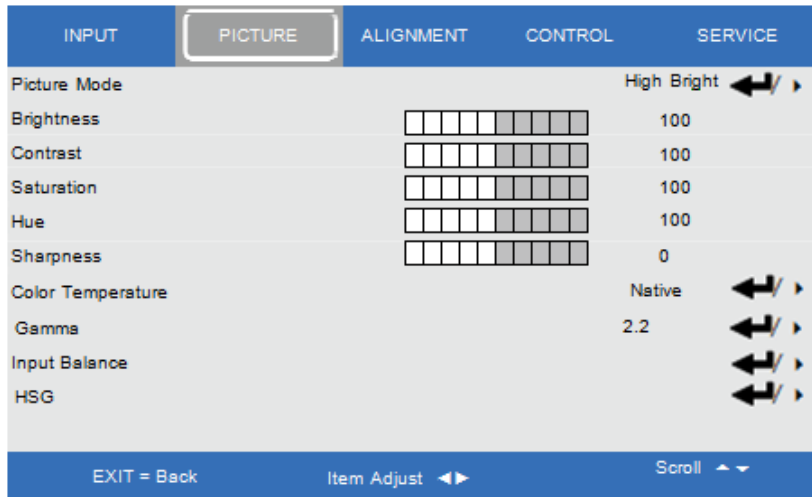 INPUT PICTURE ALIGNMENT CONTROL SERVICE
Picture Mode High Bright /
Brightness 100
Contrast 100
Saturation 100
Hue 100
Sharpness 0
Color Temperature Native /
Gamma 2.2 /
Input Balance /
HSG /
EXIT = Back Item Adjust Scroll